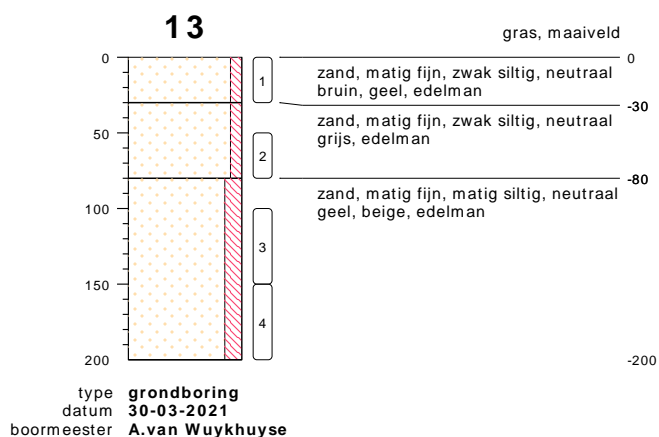 13
gras, maaiveld
0
0
zand, matig fijn, zwak siltig, neutraal
bruin, geel, edelman
1
-30
zand, matig fijn, zwak siltig, neutraal
grijs, edelman
50
2
-80
zand, matig fijn, matig siltig, neutraal
geel, beige, edelman
100
3
150
4
200
-200
type grondboring
datum 30-03-2021
boormeester A.van Wuykhuyse